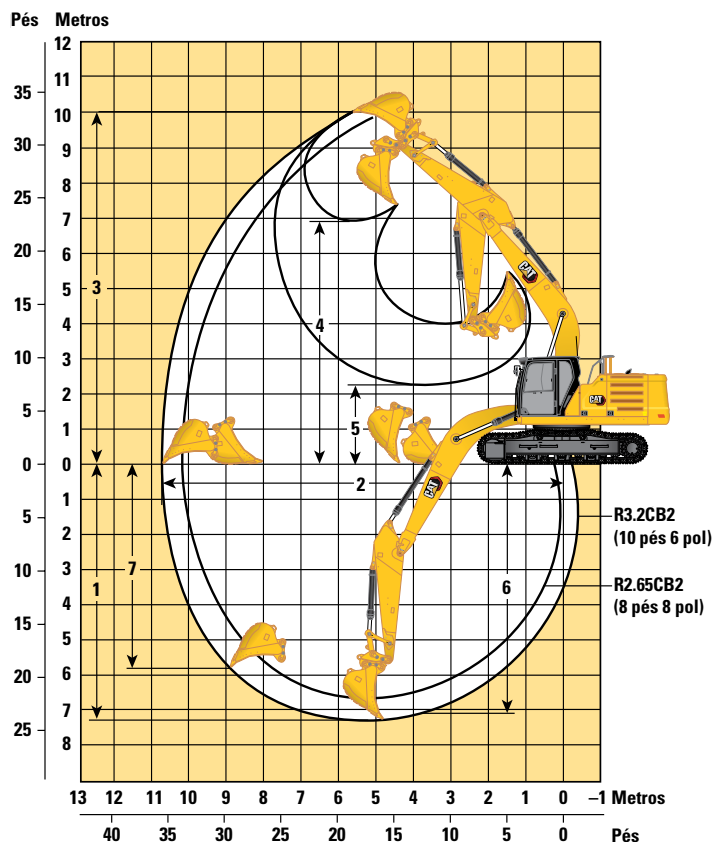 Pés Metros
12
35 11
10
30 9
25 8
7
20 6
15 5
4
10 3
2
5 1
0 0
1
5 2
3
10 4
15 5
6
20 7
25 8
3
4
5
2
1
7
6
CAT
CAT
CAT
R3.2CB2
(10 pés 6 pol)
R2.65CB2
(8 pés 8 pol)
13 12 11 10 9 8 7 6 5 4 3 2 1 0 –1 Metros
40 35 30 25 20 15 10 5 0 Pés